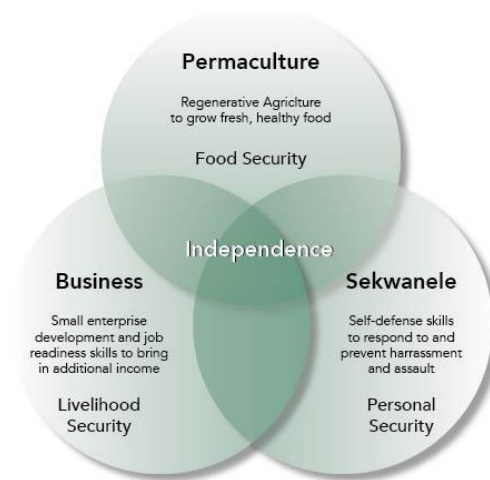 Permaculture
Regenerative Agriclture
to grow fresh, healthy food
Food Security
Independence
Business
Small enterprise
development and job
readiness skills to bring
in additional income
Livelihood
Security
Sekwanele
Self-defense skills
to respond to and
prevent harrassment
and assault
Personal
Security